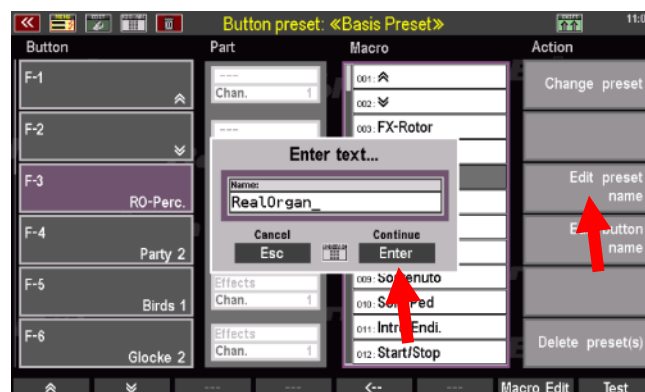 Button preset: «Basis Preset»
11:0
Button
Part
Macro
Action
F-1
F-2
F-3
RO-Perc.
F-4
Party 2
F-5
Birds 1
F-6
Glocke 2
---
Chan. 1
---
Effects
Chan. 1
Effects
Chan. 1
001:
002:
003: FX-Rotor
009: Sostenuto
010:
011: Intro/Endi.
012: Start/Stop
Change preset
Edit preset
name
button
name
Delete preset(s)
Enter text...
Name:
RealOrgan_
Cancel
Esc
Continue
Enter
---
---
<--
---
Macro Edit
Test